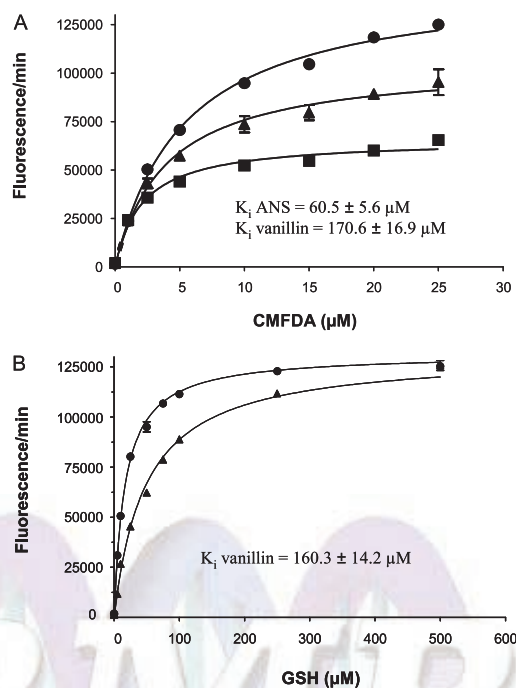 A
Fluorescence/min
125000
100000
75000
50000
25000
0
Ki ANS = 60.5 ± 5.6 µM
Ki vanillin = 170.6 ± 16.9 µM
0 5 10 15 20 25 30
CMFDA (µM)
B
Fluorescence/min
125000
100000
75000
50000
25000
0
Ki vanillin = 160.3 ± 14.2 µM
0 100 200 300 400 500 600
GSH (µM)